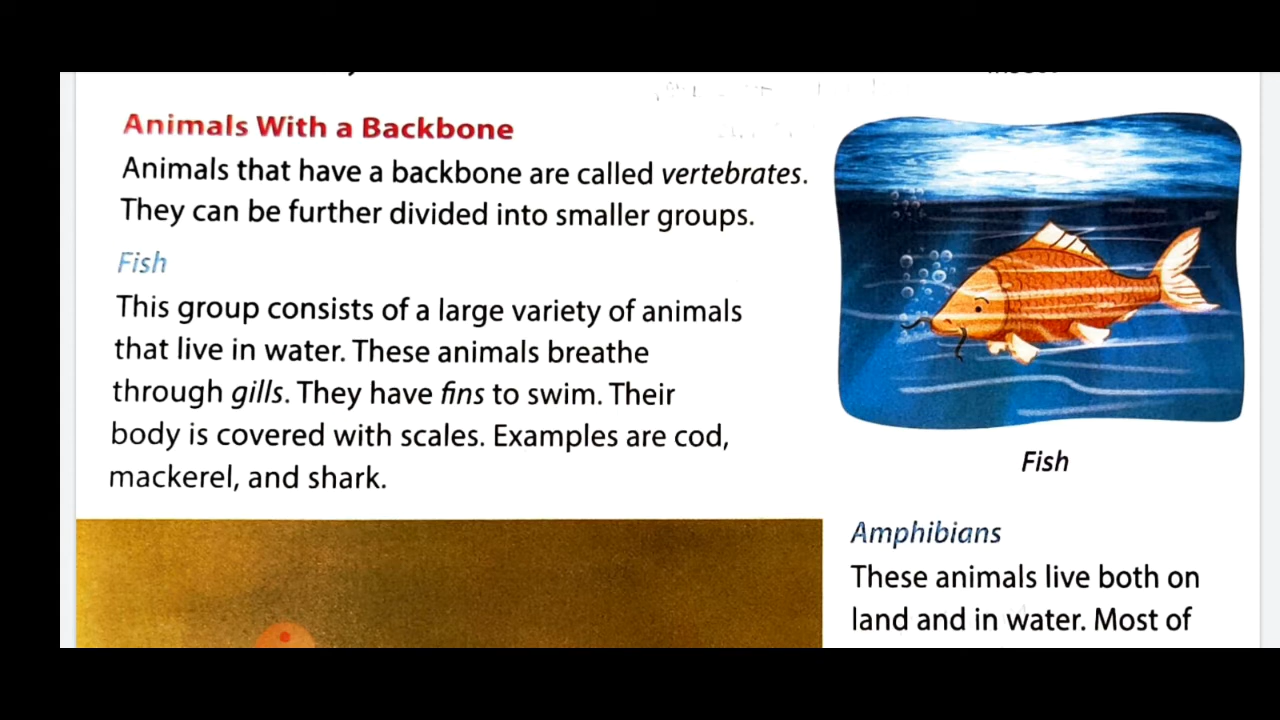 Animals With a Backbone
Animals that have a backbone are called vertebrates.
They can be further divided into smaller groups.
Fish
This group consists of a large variety of animals
that live in water. These animals breathe
through gills. They have fins to swim. Their
body is covered with scales. Examples are cod,
mackerel, and shark.
Fish
Amphibians
These animals live both on
land and in water. Most of